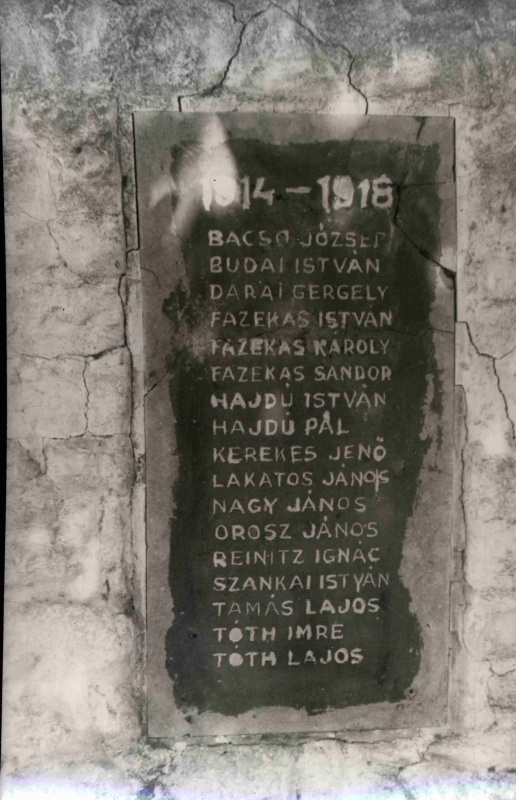 1914-1918
BACSÓ JÓZSEF
BUDAI ISTVÁN
DARAI GERGELY
FAZEKAS ISTVÁN
FAZEKAS KÁROLY
FAZEKAS SÁNDOR
HAJDÚ ISTVÁN
HAJDÚ PÁL
KEREKES JENŐ
LAKATOS JÁNOS
NAGY JÁNOS
OROSZ JÁNOS
REINITZ IGNÁC
SZANKAI ISTVÁN
TAMÁS LAJOS
TÓTH IMRE
TÓTH LAJOS